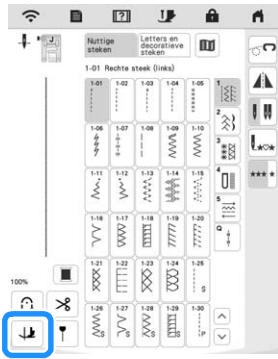 J
Nuttige
steken
Letters en
decoratieve
steken
1-01 Rechte steek (links)
1-01 1-02 1-03 1-04 1-05
1
1-06 1-07 1-08 1-09 1-10
2
3
1-11 1-12 1-13 1-14 1-15
4
1-16 1-17 1-18 1-19 1-20
5
1-21 1-22 1-23 1-24 1-25
S
Q
100%
1-26 1-27 1-28 1-29 1-30
S S S S P